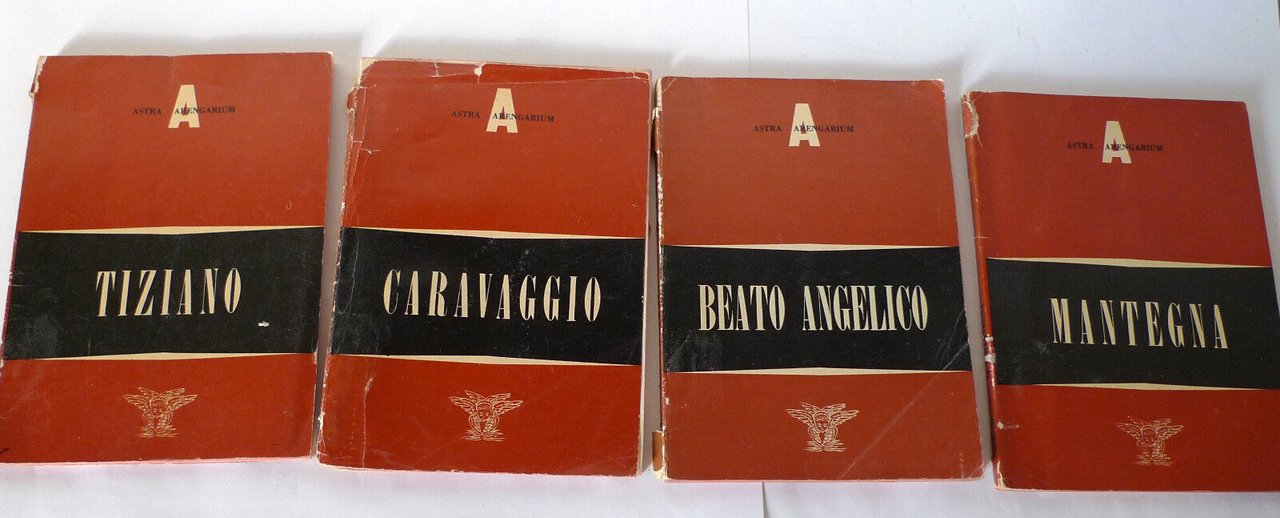 A
ASTRA - ARENGARIUM
TIZIANO
A
ASTRA - ARENGARIUM
CARAVAGGIO
A
ASTRA - ARENGARIUM
BEATO ANGELICO
A
ASTRA - ARENGARIUM
MANTEGNA